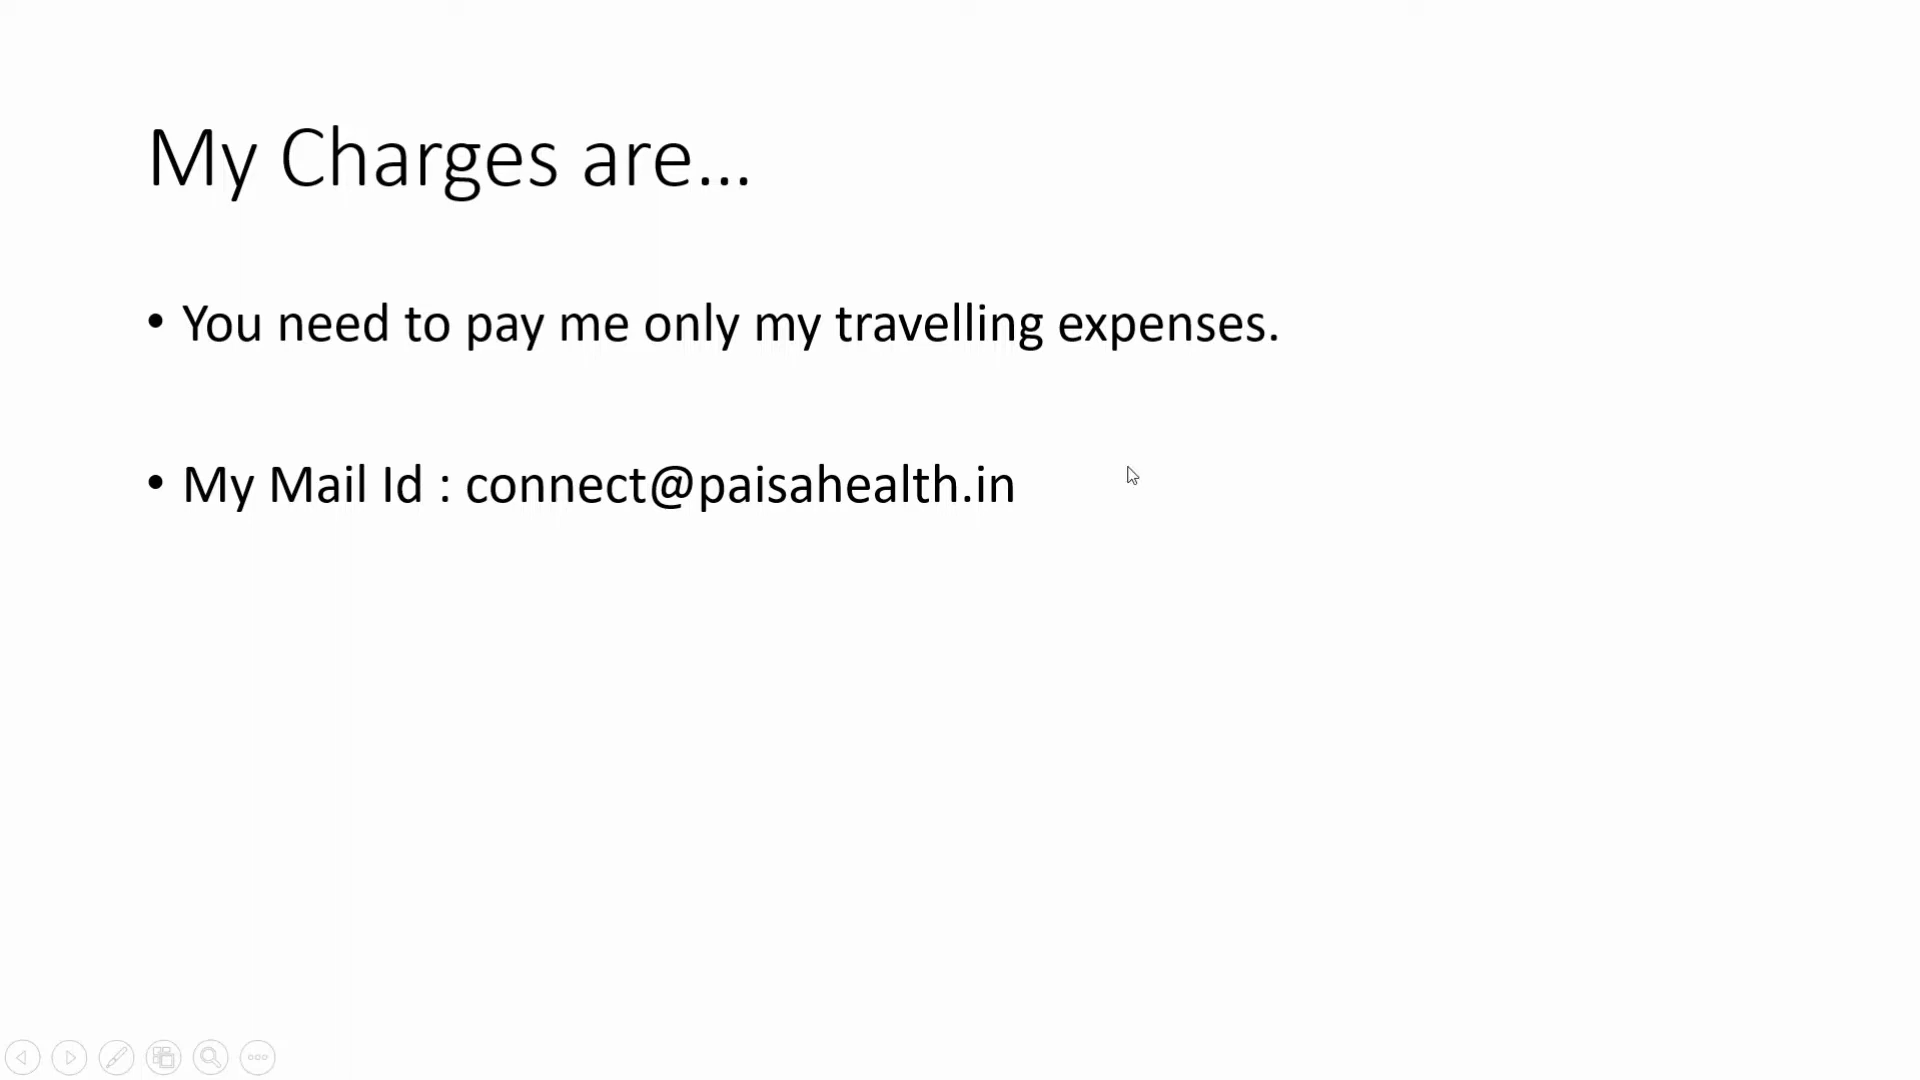 My Charges are...
• You need to pay me only my travelling expenses.
• My Mail Id : connect@paisahealth.in